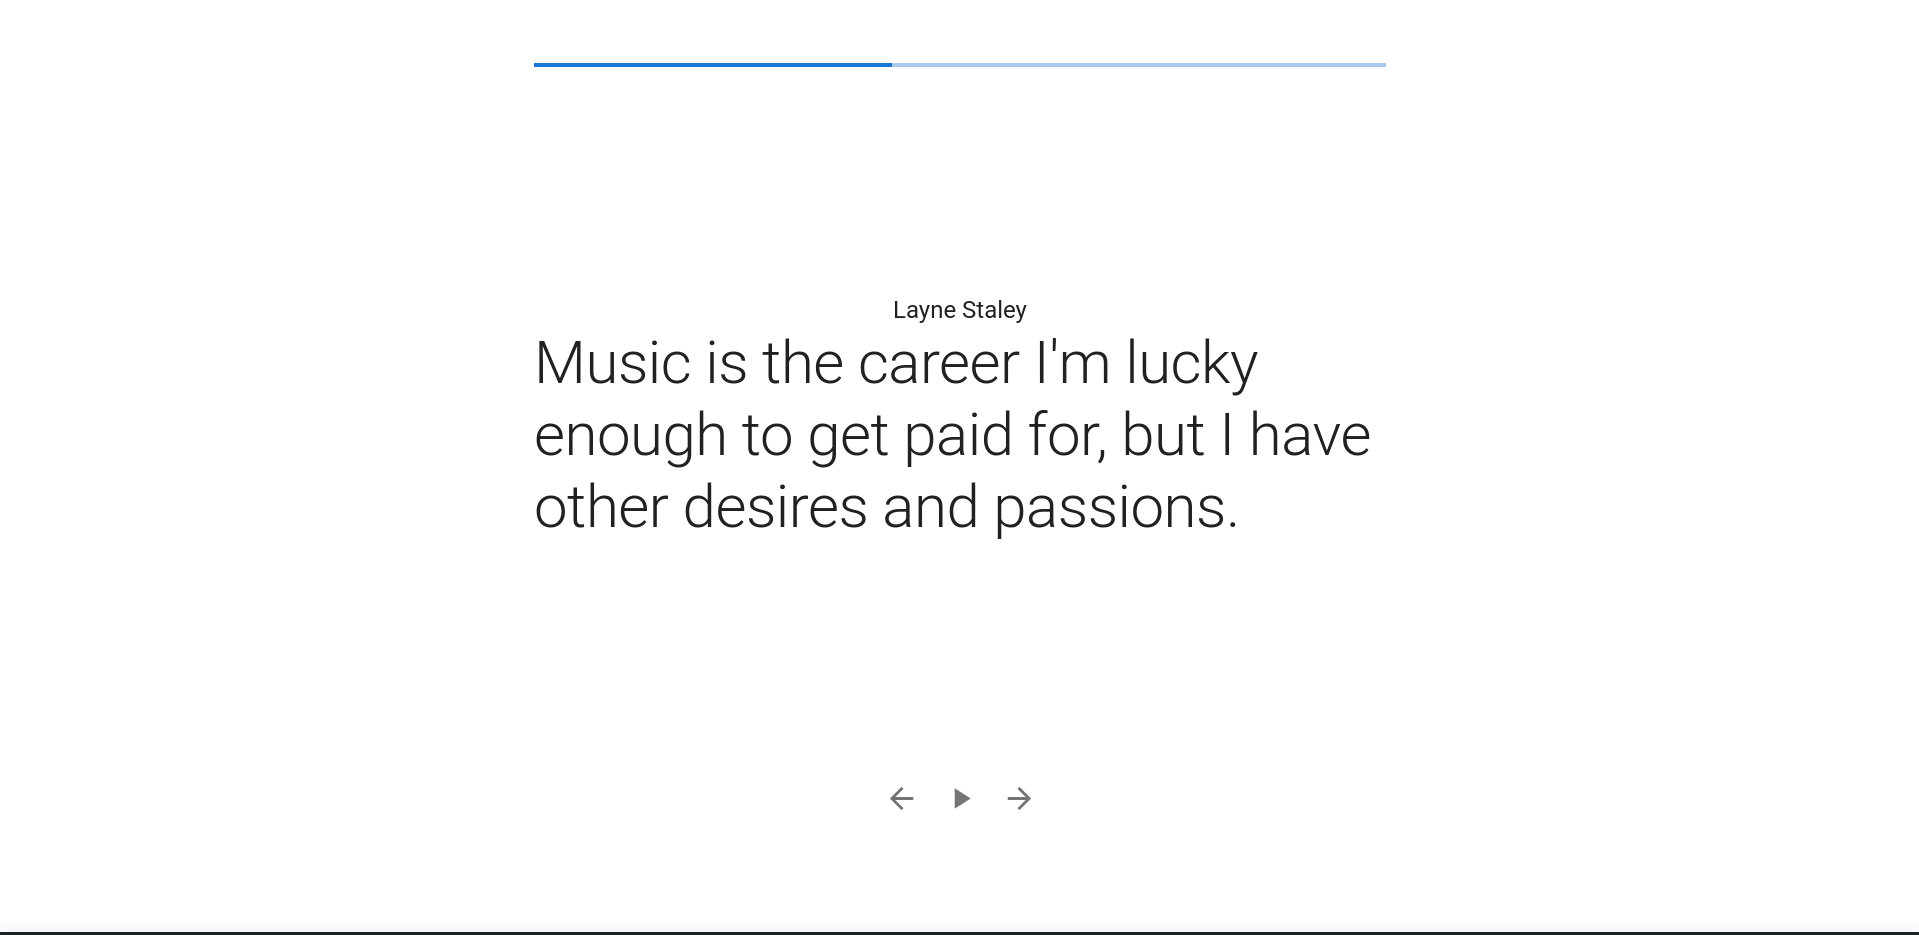 Layne Staley
Music is the career I'm lucky
enough to get paid for, but I have
other desires and passions.